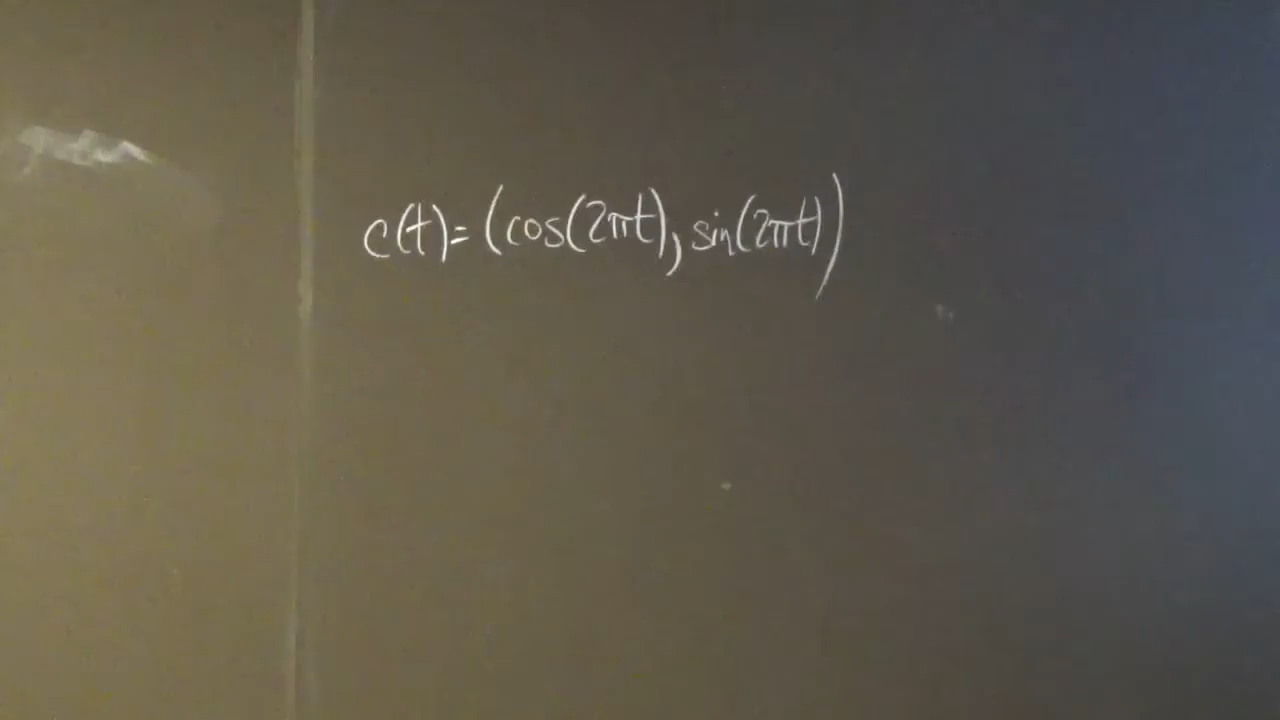 c(t)= (cos(2πt), sin(2πt))